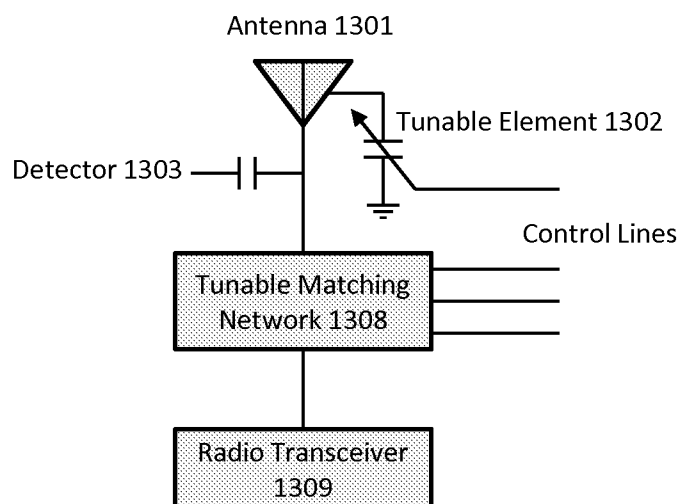 Antenna 1301
Tunable Element 1302
Detector 1303
Control Lines
Tunable Matching
Network 1308
Radio Transceiver
1309